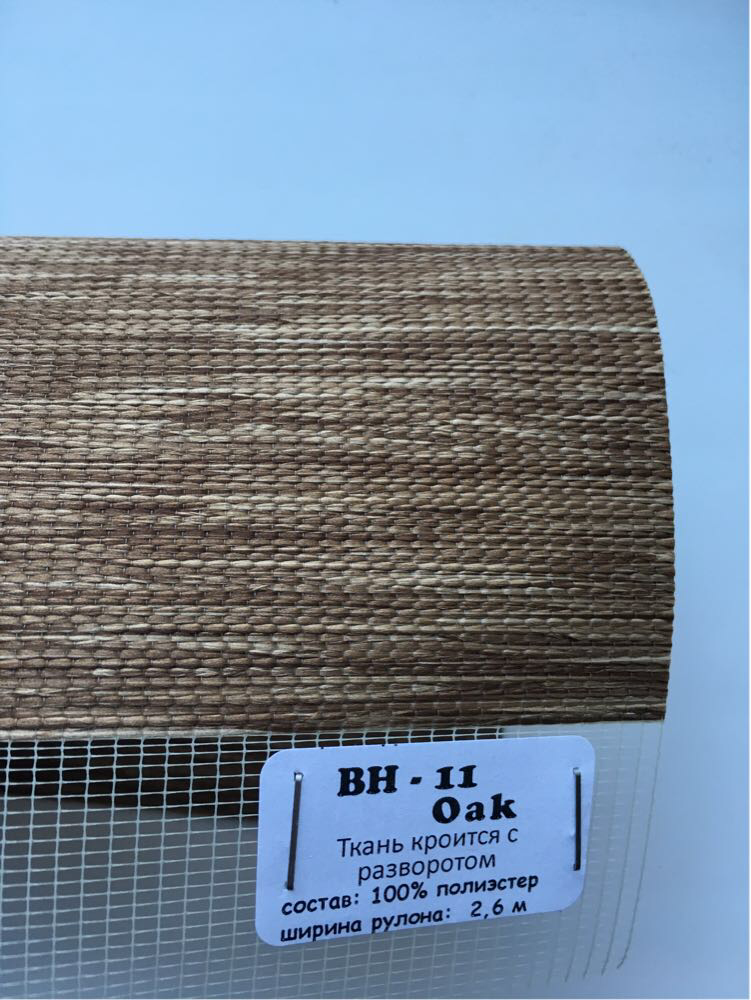 BH - 11
Oak
Ткань кроится с
разворотом
состав: 100% полиэстер
ширина рулона: 2,6 м